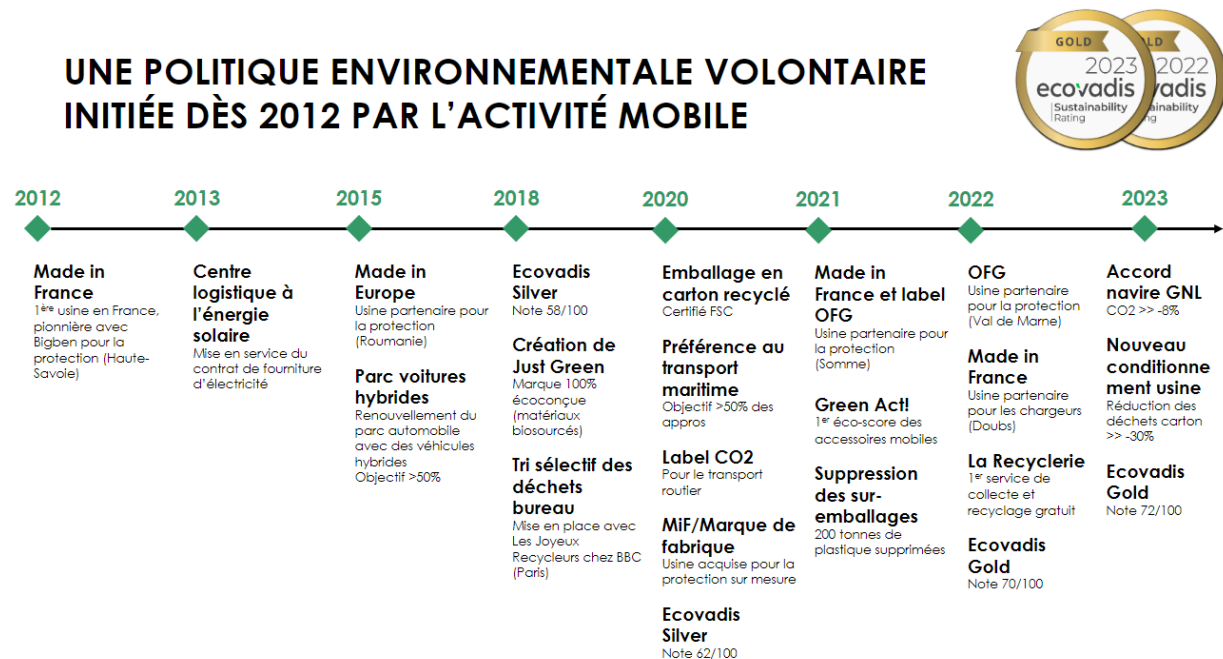 UNE POLITIQUE ENVIRONNEMENTALE VOLONTAIRE
INITIÉE DÈS 2012 PAR L'ACTIVITÉ MOBILE
GOLD
2023
ecovadis
Sustainability
Rating
LD
2022
vadis
ainability
ng
2012
Made in
France
1ère usine en France,
pionnière avec
Bigben pour la
protection (Haute-
Savoie)
2013
Centre
logistique à
l'énergie
solaire
Mise en service du
contrat de fourniture
d'électricité
2015
Made in
Europe
Usine partenaire pour
la protection
(Roumanie)
Parc voitures
hybrides
Renouvellement du
parc automobile
avec des véhicules
hybrides
Objectif >50%
2018
Ecovadis
Silver
Note 58/100
Création de
Just Green
Marque 100%
écoconçue
(matériaux
biosourcés)
Tri sélectif des
déchets
bureau
Mise en place avec
Les Joyeux
Recycleurs chez BBC
(Paris)
2020
Emballage en
carton recyclé
Certifié FSC
Préférence au
transport
maritime
Objectif >50% des
appros
Label CO2
Pour le transport
routier
MiF/Marque de
fabrique
Usine acquise pour la
protection sur mesure
Ecovadis
Silver
Note 62/100
2021
Made in
France et label
OFG
Usine partenaire pour
la protection
(Somme)
Green Act!
1er éco-score des
accessoires mobiles
Suppression
des sur-
emballages
200 tonnes de
plastique supprimées
2022
OFG
Usine partenaire
pour la protection
(Val de Marne)
Made in
France
Usine partenaire
pour les chargeurs
(Doubs)
La Recyclerie
1er service de
collecte et
recyclage gratuit
Ecovadis
Gold
Note 70/100
2023
Accord
navire GNL
CO2 >> -8%
Nouveau
conditionne
ment usine
Réduction des
déchets carton
>> -30%
Ecovadis
Gold
Note 72/100